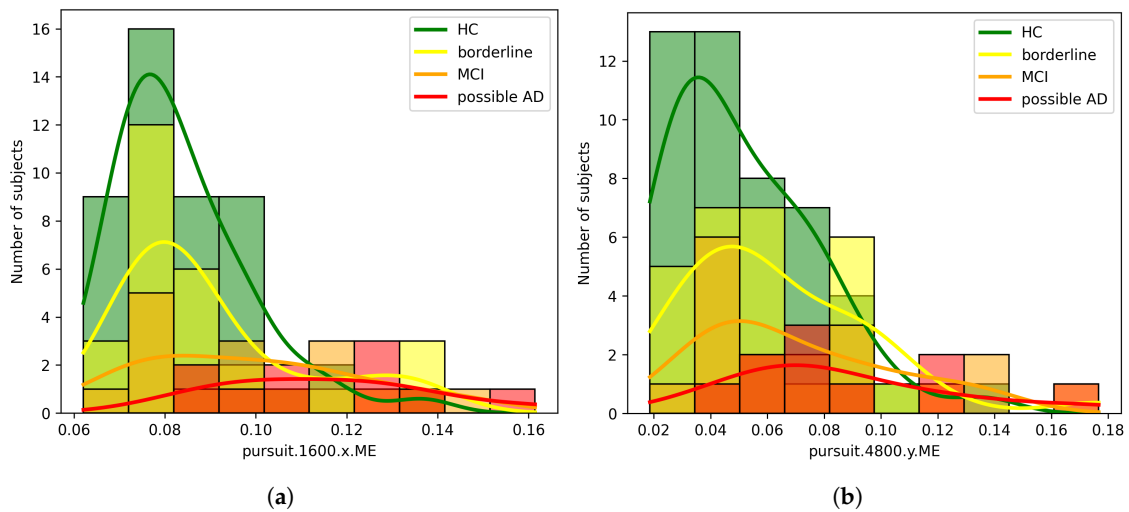 HC
borderline
MCI
possible AD
Number of subjects
16
14
12
10
8
6
4
2
0
0.06 0.08 0.10 0.12 0.14 0.16
pursuit.1600.x.ME
(a)
HC
borderline
MCI
possible AD
Number of subjects
12
10
8
6
4
2
0
0.02 0.04 0.06 0.08 0.10 0.12 0.14 0.16 0.18
pursuit.4800.y.ME
(b)